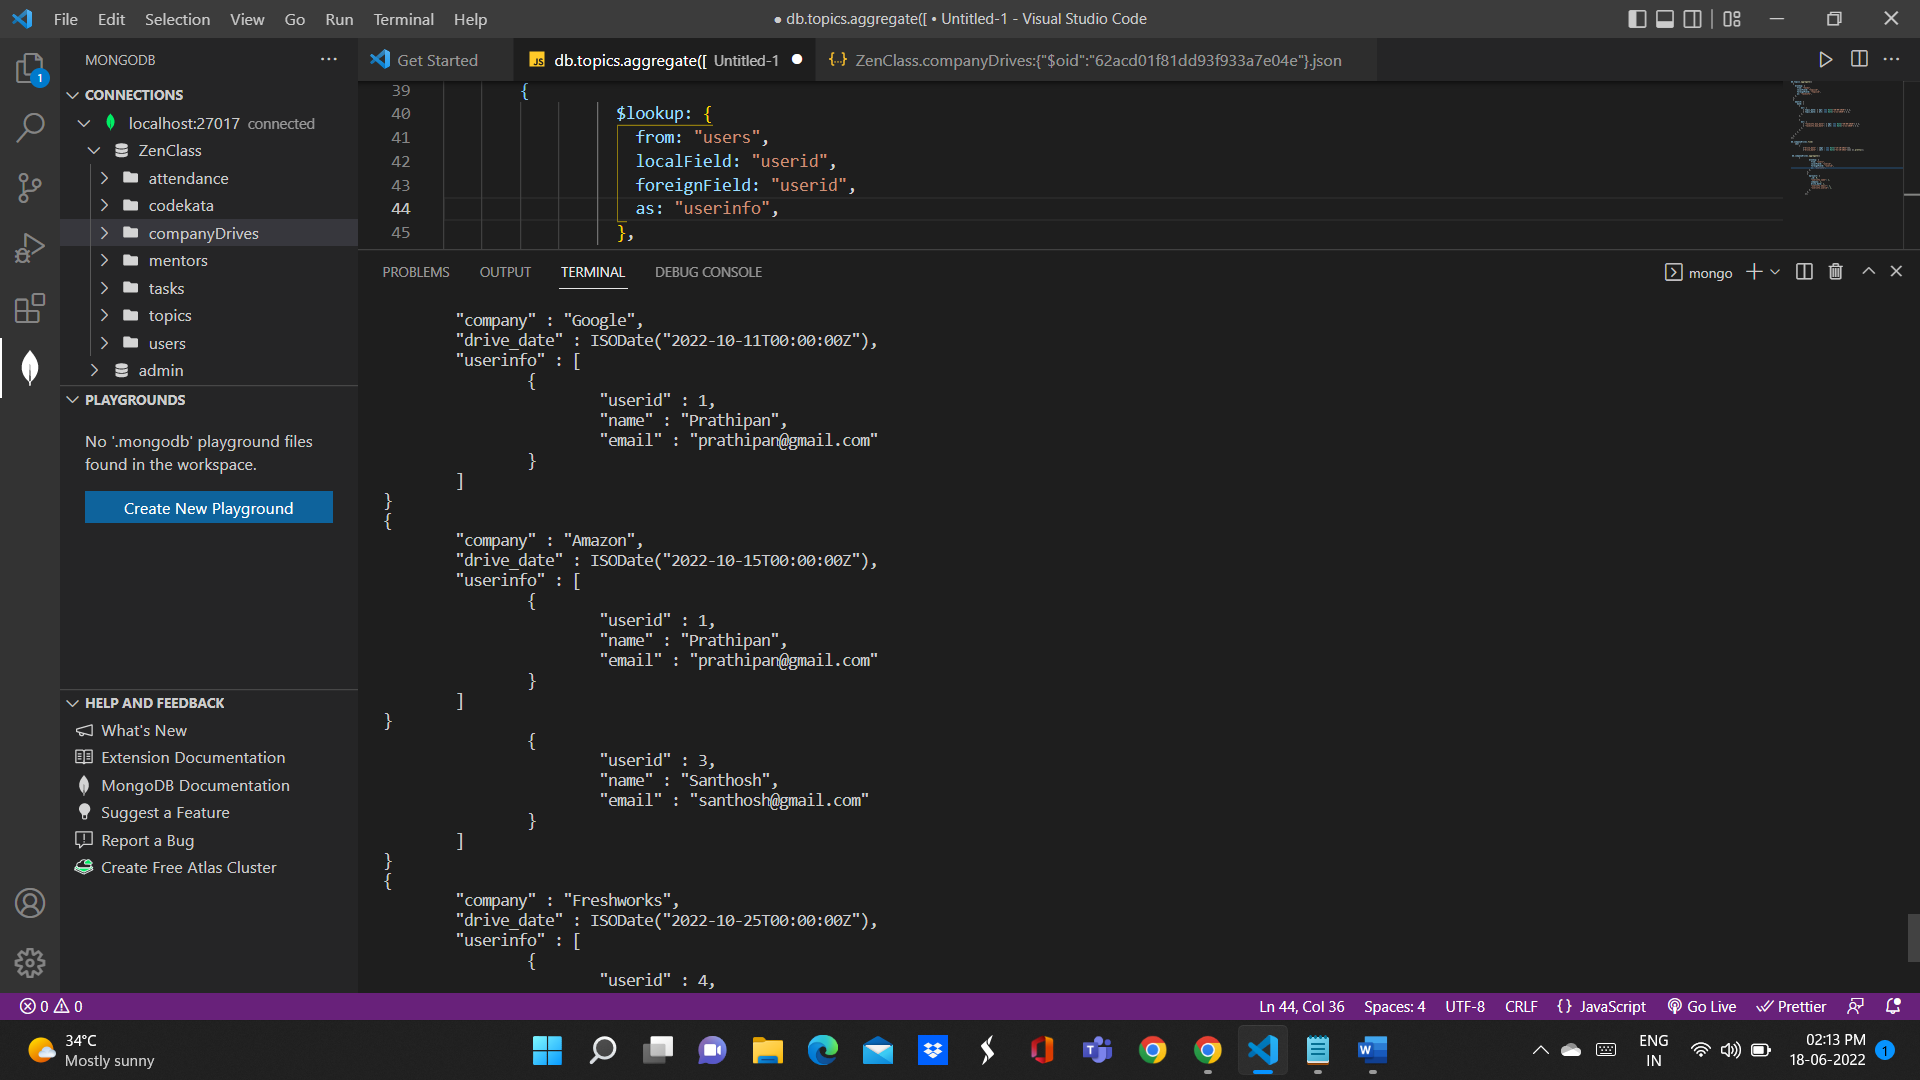 File Edit Selection View Go Run Terminal Help
● db.topics.aggregate([ • Untitled-1 - Visual Studio Code
MONGODB
Get Started
JS db.topics.aggregate([ Untitled-1 ●
{..} ZenClass.companyDrives:{"$oid":"62acd01f81dd93f933a7e04e"}.json
1
CONNECTIONS
localhost:27017 connected
ZenClass
attendance
codekata
companyDrives
mentors
tasks
topics
users
admin
PLAYGROUNDS
No '.mongodb' playground files
found in the workspace.
Create New Playground
HELP AND FEEDBACK
What's New
Extension Documentation
MongoDB Documentation
Suggest a Feature
Report a Bug
Create Free Atlas Cluster
39 {
40 $lookup: {
41 from: "users",
42 localField: "userid",
43 foreignField: "userid",
44 as: "userinfo",
45 },
PROBLEMS OUTPUT TERMINAL DEBUG CONSOLE
mongo
"company" : "Google",
"drive_date" : ISODate("2022-10-11T00:00:00Z"),
"userinfo" : [
{
"userid" : 1,
"name" : "Prathipan",
"email" : "prathipan@gmail.com"
}
]
}
{
"company" : "Amazon",
"drive_date" : ISODate("2022-10-15T00:00:00Z"),
"userinfo" : [
{
"userid" : 1,
"name" : "Prathipan",
"email" : "prathipan@gmail.com"
}
]
}
{
"userid" : 3,
"name" : "Santhosh",
"email" : "santhosh@gmail.com"
}
]
}
{
"company" : "Freshworks",
"drive_date" : ISODate("2022-10-25T00:00:00Z"),
"userinfo" : [
{
"userid" : 4,
0 0
Ln 44, Col 36 Spaces: 4 UTF-8 CRLF {} JavaScript Go Live Prettier
34°C
Mostly sunny
ENG
IN
02:13 PM
18-06-2022
1